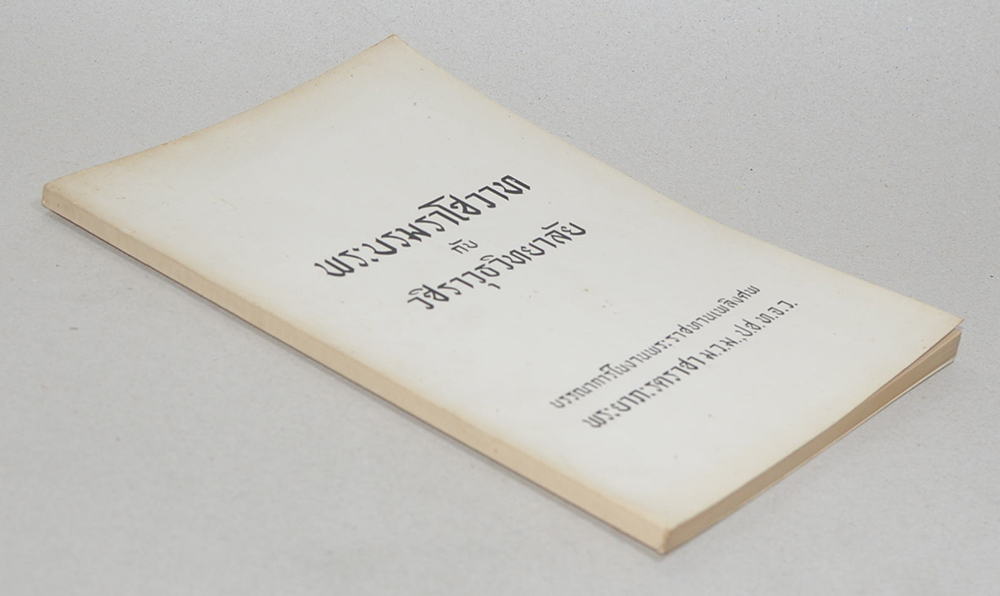 พระบรมราโชวาท
กับ
วชิราวุธวิทยาลัย
บรรณาการในงานพระราชทานเพลิงศพ
พระยาภะรตราชา ม.ว.ม., ป.ช. ท.จ.ว.